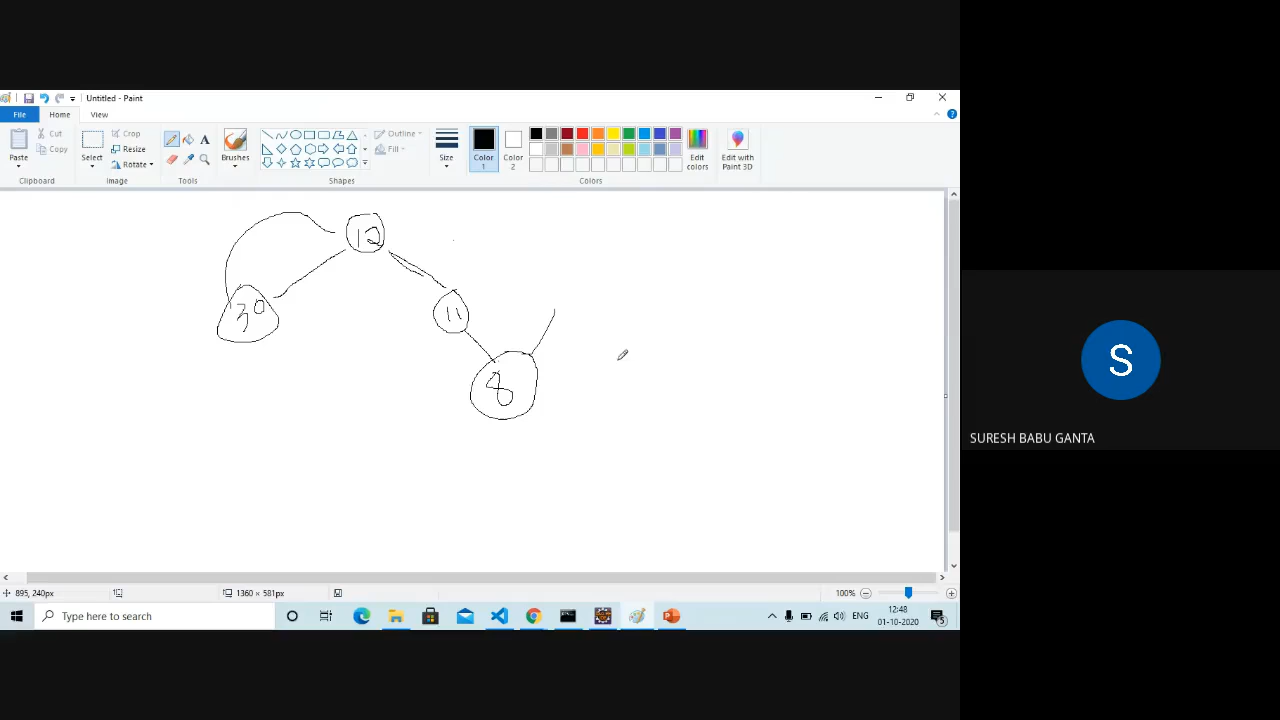 Untitled - Paint
File Home View
Cut
Copy
Paste
Clipboard
Crop
Resize
Rotate
Select
Image
Tools
Brushes
Outline
Fill
Shapes
Size
Color 1
Color 2
Edit colors
Edit with Paint 3D
Colors
12
30
11
8
S
SURESH BABU GANTA
895, 240px
1360 × 581px
100%
Type here to search
ENG
12:48
01-10-2020
5